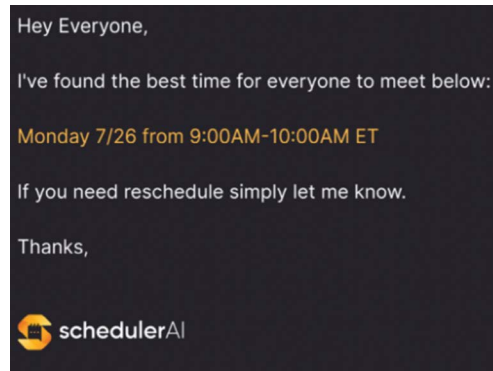 Hey Everyone,
I've found the best time for everyone to meet below:
Monday 7/26 from 9:00AM-10:00AM ET
If you need reschedule simply let me know.
Thanks,
schedulerAI